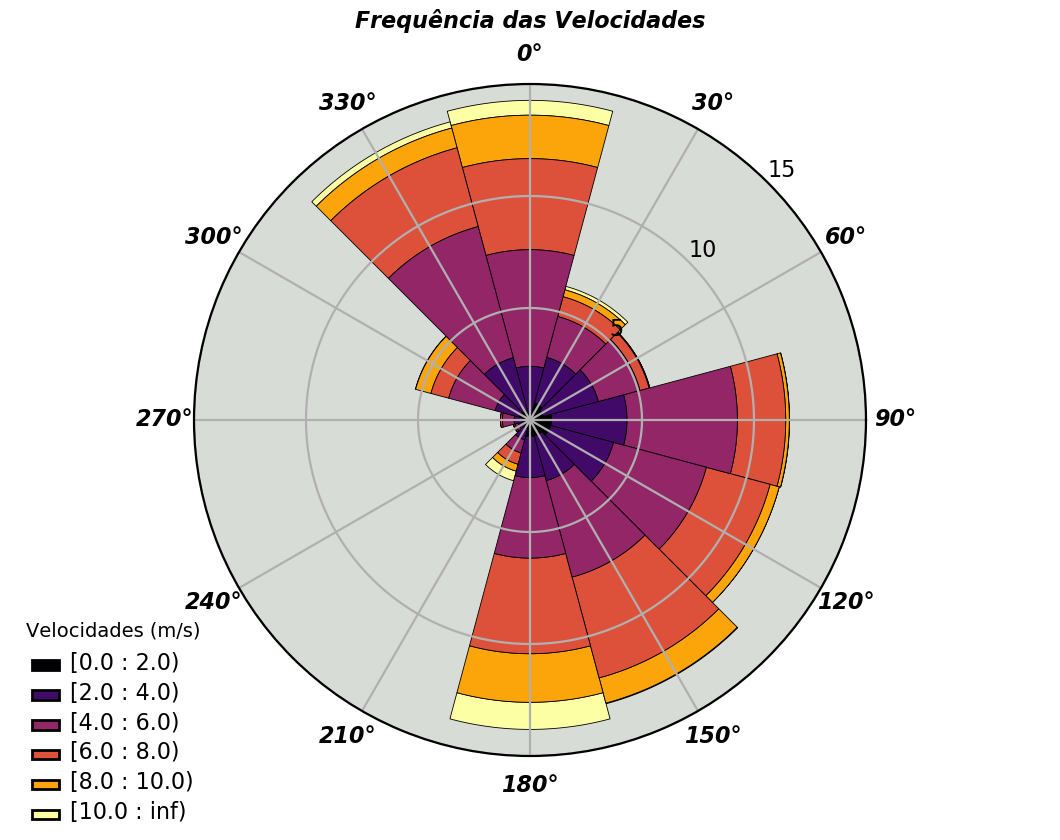 Frequência das Velocidades
0°
330°
30°
15
300°
60°
10
5
270°
90°
240°
120°
210°
150°
180°
Velocidades (m/s)
[0.0 : 2.0)
[2.0 : 4.0)
[4.0 : 6.0)
[6.0 : 8.0)
[8.0 : 10.0)
[10.0 : inf)